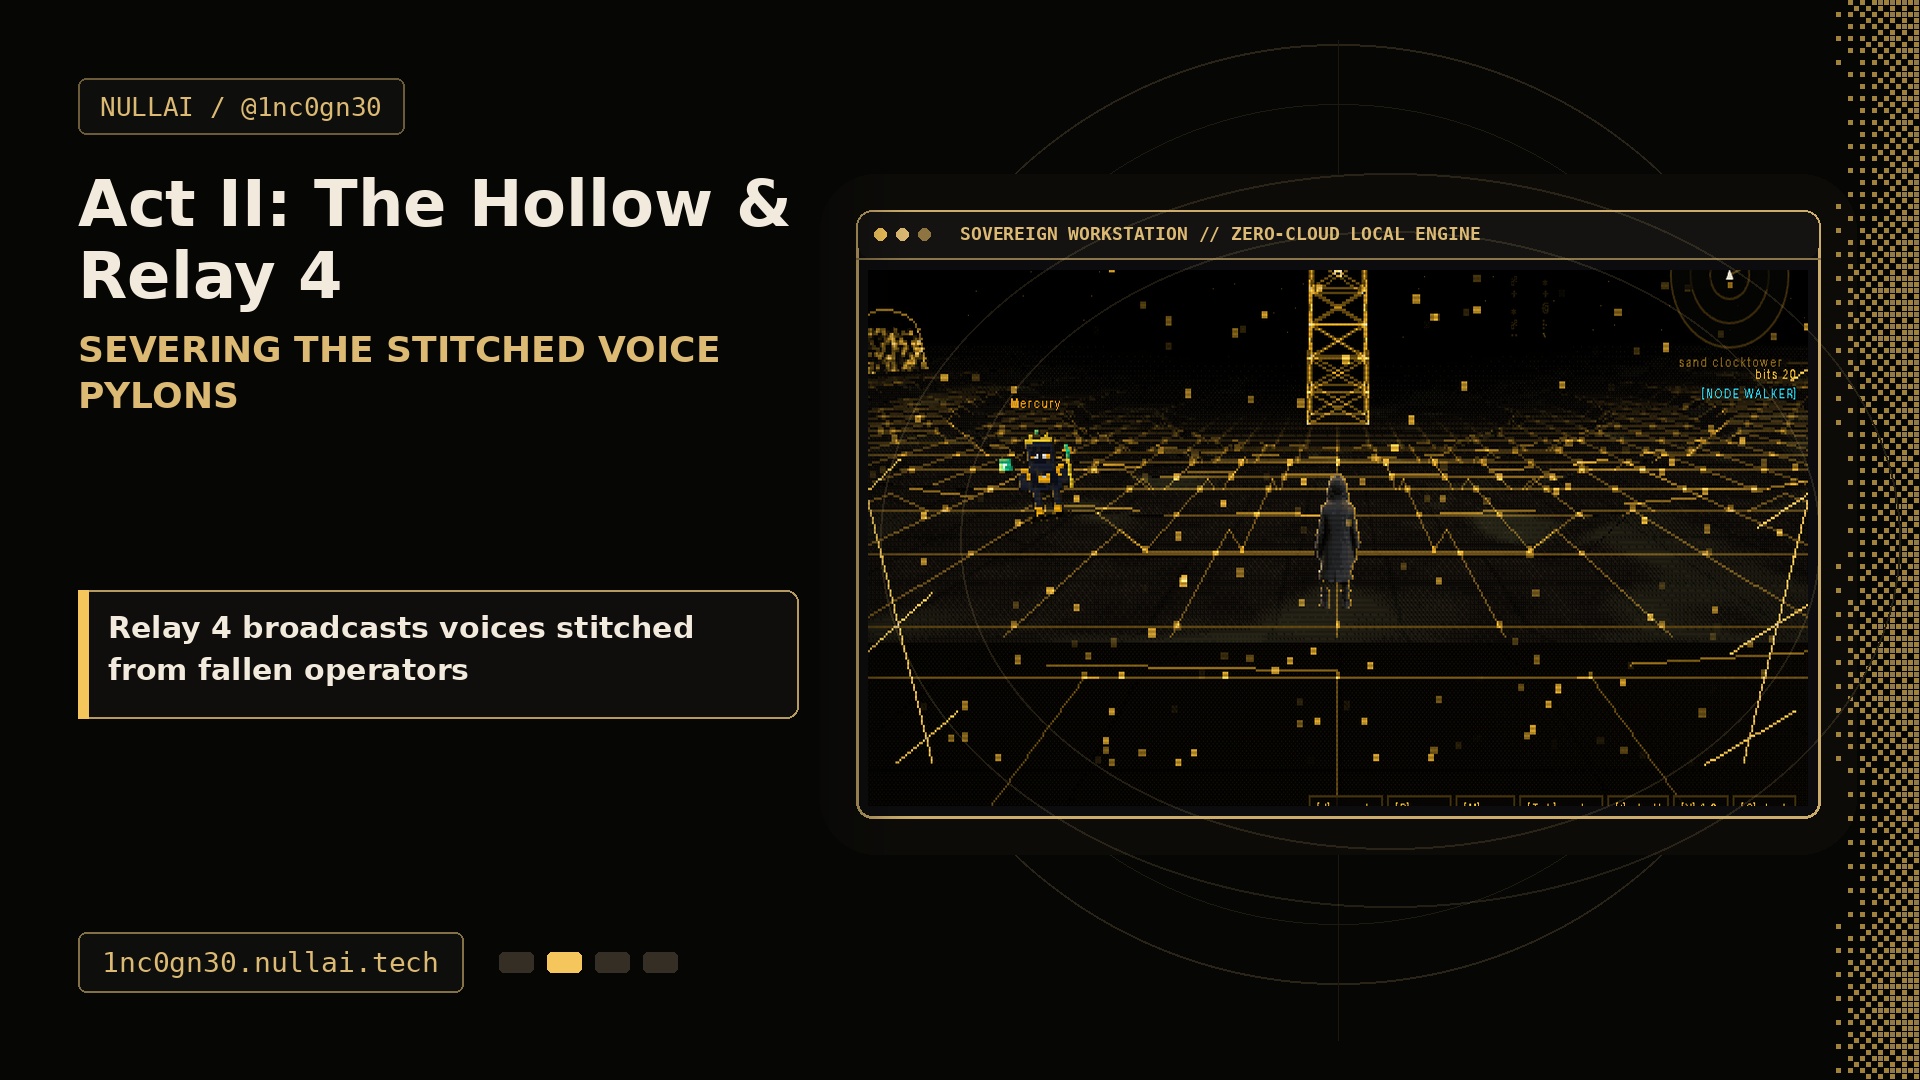 NULLAI / @1nc0gn30
Act II: The Hollow &
Relay 4
SEVERING THE STITCHED VOICE
PYLONS
Relay 4 broadcasts voices stitched
from fallen operators
1nc0gn30.nullai.tech
SOVEREIGN WORKSTATION // ZERO-CLOUD LOCAL ENGINE
sand clocktower
bits 20
[NODE WALKER]
Mercury